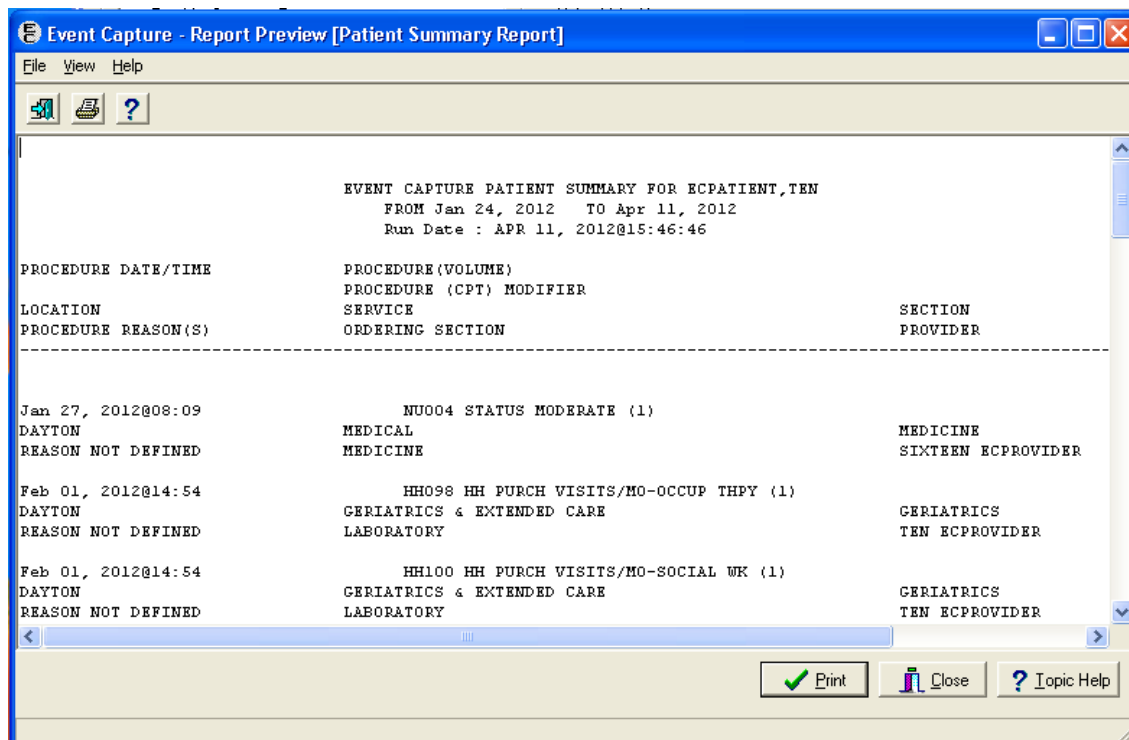 Event Capture - Report Preview [Patient Summary Report]
File View Help
EVENT CAPTURE PATIENT SUMMARY FOR ECPATIENT,TEN
FROM Jan 24, 2012 TO Apr 11, 2012
Run Date : APR 11, 2012@15:46:46
PROCEDURE DATE/TIME PROCEDURE(VOLUME)
PROCEDURE (CPT) MODIFIER
LOCATION SERVICE SECTION
PROCEDURE REASON(S) ORDERING SECTION PROVIDER
Jan 27, 2012@08:09 NU004 STATUS MODERATE (1)
DAYTON MEDICAL MEDICINE
REASON NOT DEFINED MEDICINE SIXTEEN ECPROVIDER
Feb 01, 2012@14:54 HH098 HH PURCH VISITS/MO-OCCUP THPY (1)
DAYTON GERIATRICS & EXTENDED CARE GERIATRICS
REASON NOT DEFINED LABORATORY TEN ECPROVIDER
Feb 01, 2012@14:54 HH100 HH PURCH VISITS/MO-SOCIAL WK (1)
DAYTON GERIATRICS & EXTENDED CARE GERIATRICS
REASON NOT DEFINED LABORATORY TEN ECPROVIDER
Print Close ? Topic Help